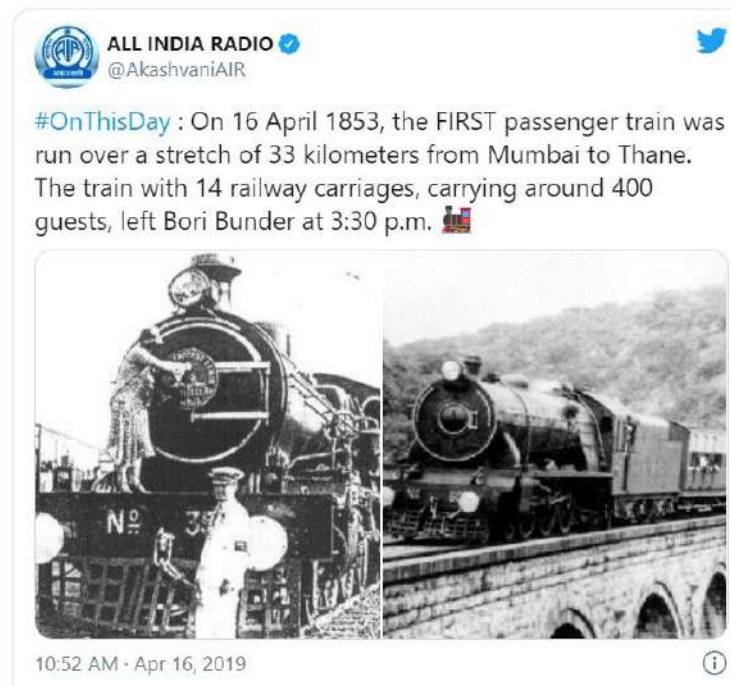 ALL INDIA RADIO
@AkashvaniAIR
#OnThisDay : On 16 April 1853, the FIRST passenger train was
run over a stretch of 33 kilometers from Mumbai to Thane.
The train with 14 railway carriages, carrying around 400
guests, left Bori Bunder at 3:30 p.m.
Nº
10:52 AM · Apr 16, 2019